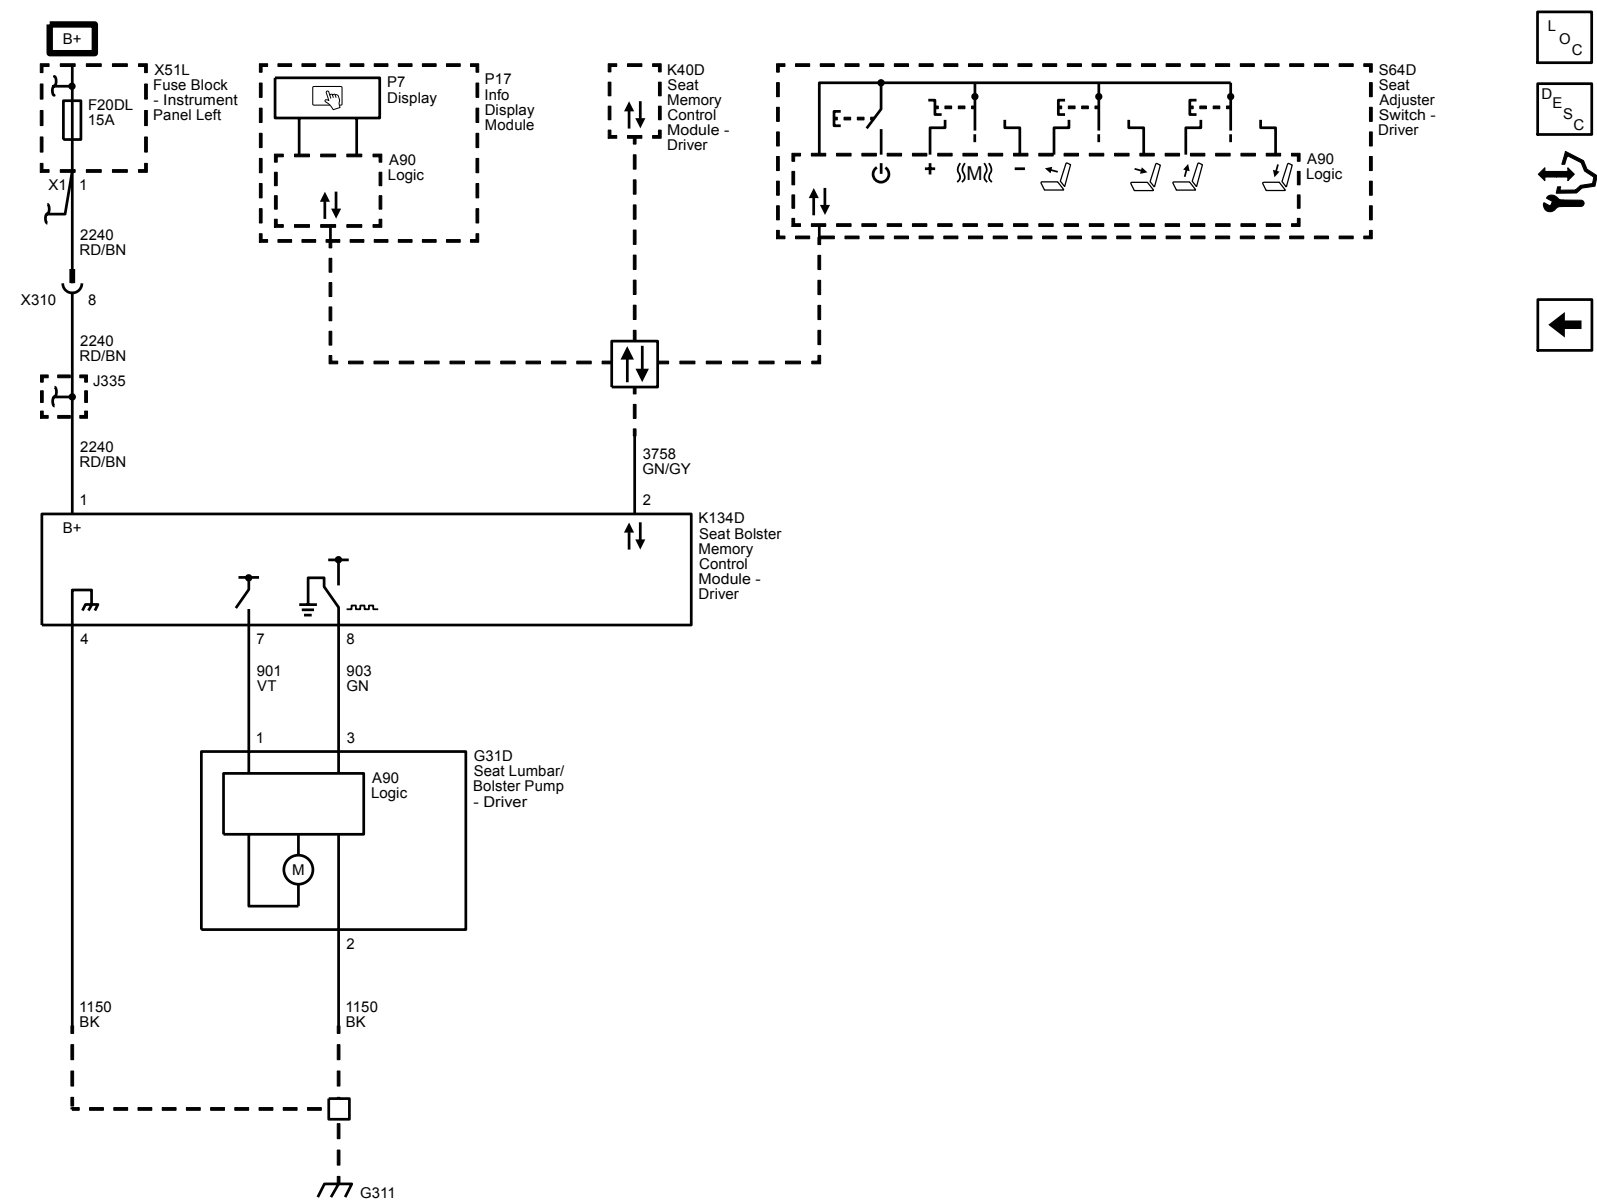 B+
X51L
Fuse Block
- Instrument
Panel Left
F20DL
15A
X1
1
2240
RD/BN
X310
8
2240
RD/BN
J335
2240
RD/BN
1
P7
Display
P17
Info
Display
Module
A90
Logic
K40D
Seat
Memory
Control
Module -
Driver
S64D
Seat
Adjuster
Switch -
Driver
A90
Logic
+
M
−
3758
GN/GY
2
B+
K134D
Seat Bolster
Memory
Control
Module -
Driver
4
7
8
901
VT
903
GN
1
3
G31D
Seat Lumbar/
Bolster Pump
- Driver
A90
Logic
M
2
1150
BK
1150
BK
G311
LOC
DESC